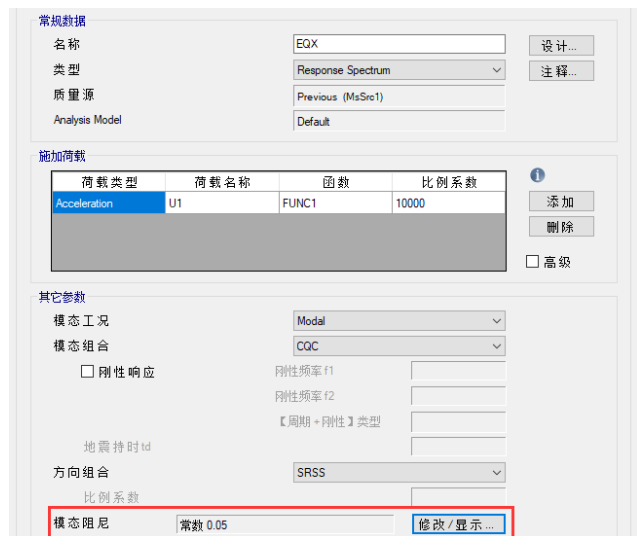 常规数据
名称 EQX 设计...
类型 Response Spectrum 注释...
质量源 Previous (MsSrc1)
Analysis Model Default
施加荷载
荷载类型 荷载名称 函数 比例系数
Acceleration U1 FUNC1 10000
添加
删除
高级
其它参数
模态工况 Modal
模态组合 CQC
刚性响应 刚性频率 f1
刚性频率 f2
【周期 + 刚性】类型
地震持时 td
方向组合 SRSS
比例系数
模态阻尼 常数 0.05 修改/显示...